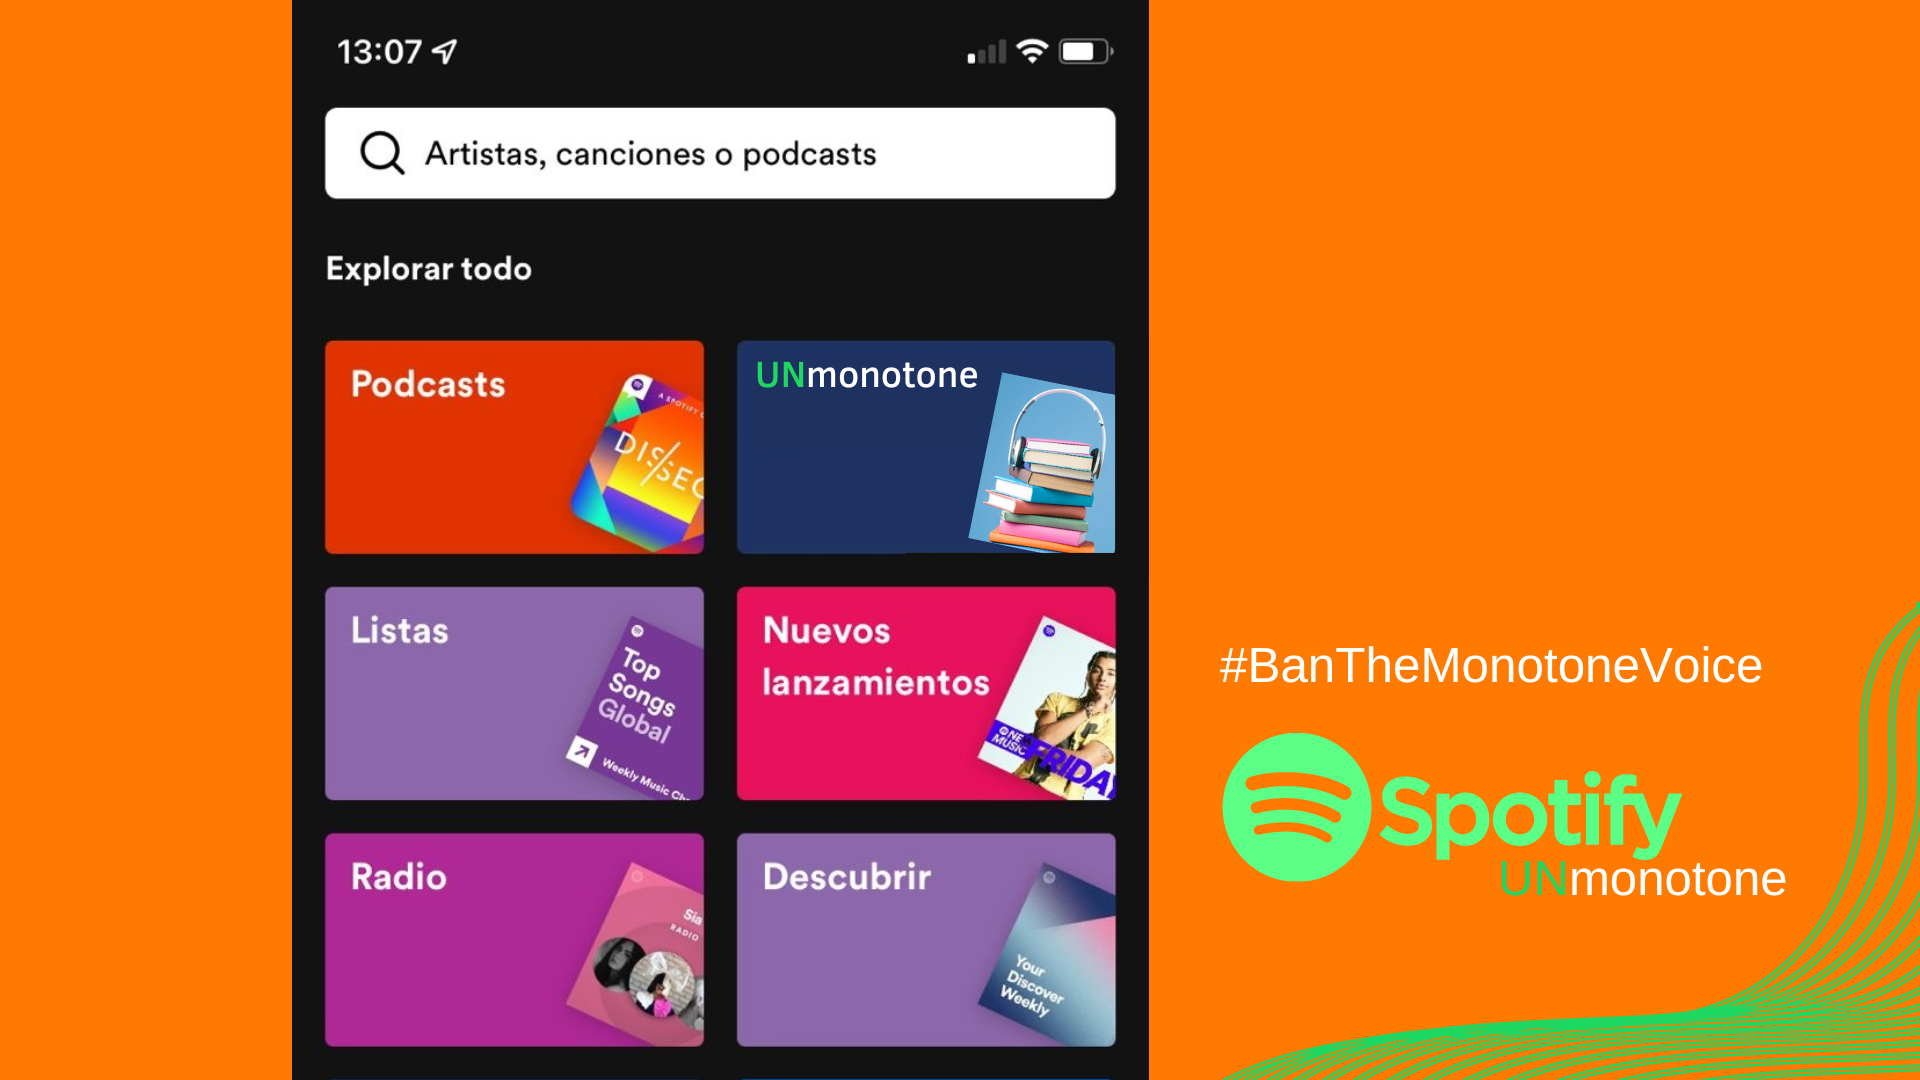 13:07
Artistas, canciones o podcasts
Explorar todo
Podcasts
A SPOTIFY
DISSEC
UNmonotone
Listas
Top
Songs
Global
Weekly Music Ch
Nuevos
lanzamientos
NE
MUSIC
FRIDAY
Radio
Sia
RADIO
Descubrir
Your
Discover
Weekly
#BanTheMonotoneVoice
Spotify
UNmonotone